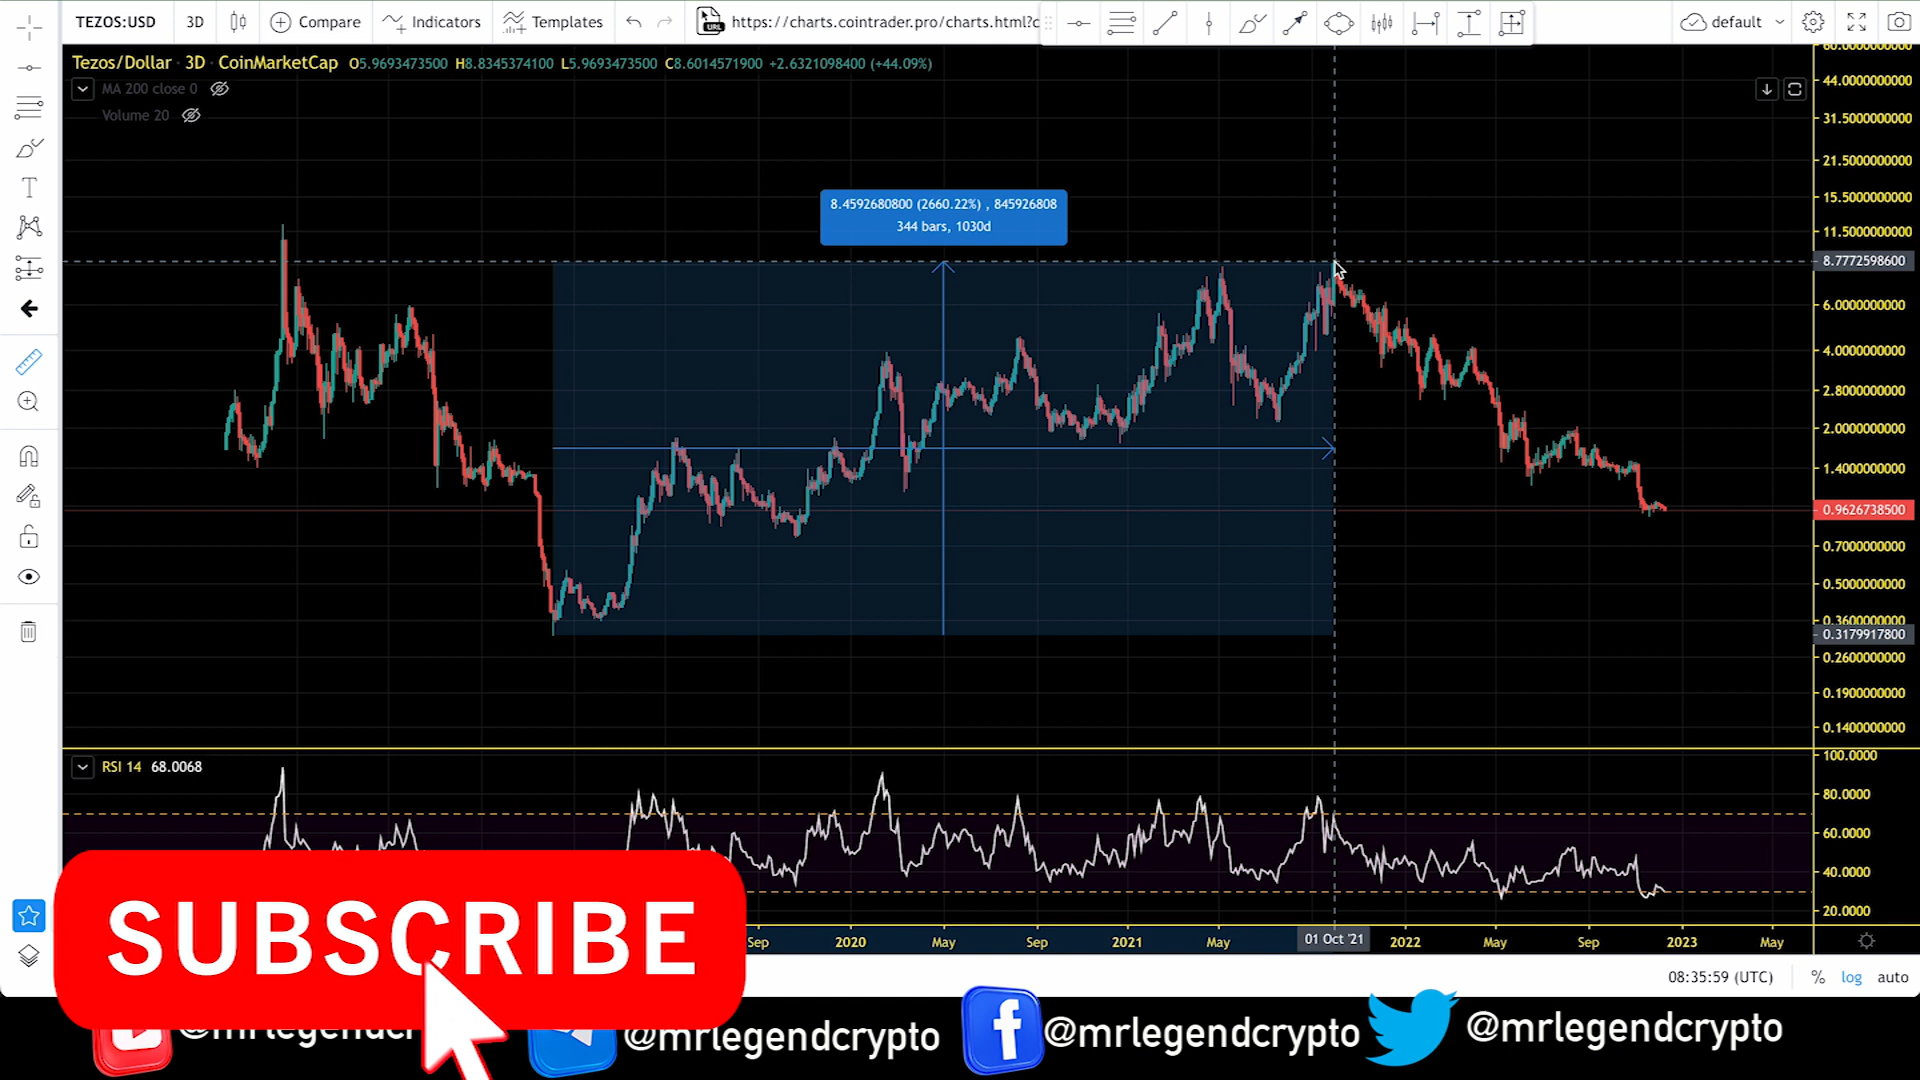 TEZOS:USD 3D Compare Indicators Templates https://charts.cointrader.pro/charts.html?c default
Tezos/Dollar · 3D · CoinMarketCap O5.9693473500 H8.8345374100 L5.9693473500 C8.6014571900 +2.6321098400 (+44.09%)
MA 200 close 0
Volume 20
8.4592680800 (2660.22%) , 845926808
344 bars, 1030d
60.0000000000
44.0000000000
31.5000000000
21.5000000000
15.5000000000
11.5000000000
8.7772598600
6.0000000000
4.0000000000
2.8000000000
2.0000000000
1.4000000000
0.9626738500
0.7000000000
0.5000000000
0.3600000000
0.3179917800
0.2600000000
0.1900000000
0.1400000000
RSI 14 68.0068
100.0000
80.0000
60.0000
40.0000
20.0000
Sep 2020 May Sep 2021 May 01 Oct '21 2022 May Sep 2023 May
08:35:59 (UTC) % log auto
SUBSCRIBE
@mrlegendcr @mrlegendcrypto @mrlegendcrypto @mrlegendcrypto